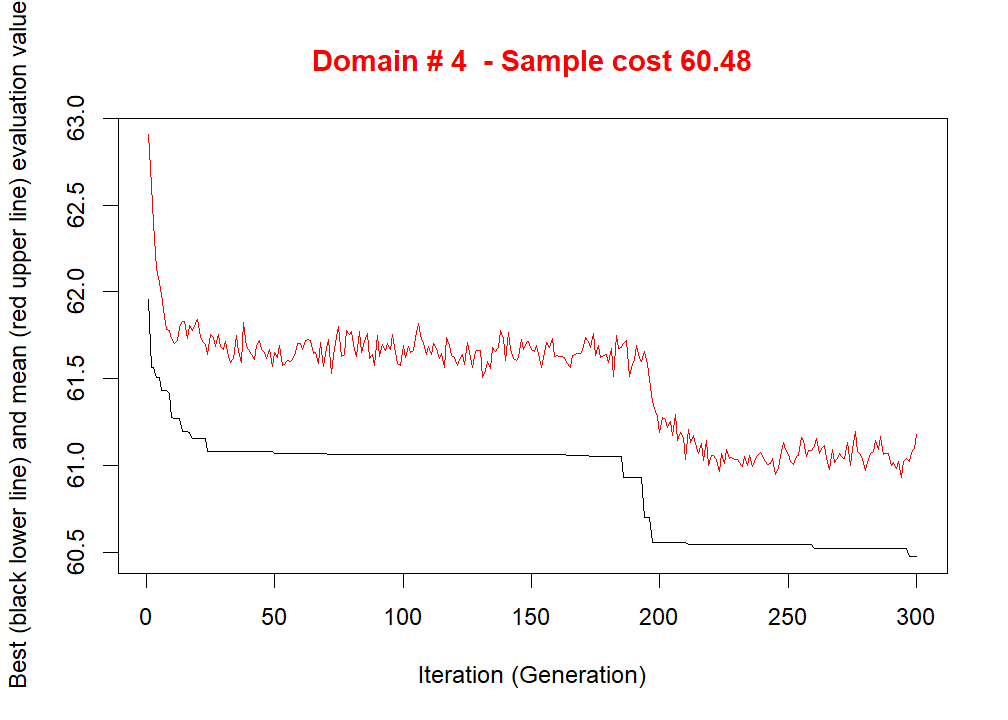 Domain # 4  - Sample cost 60.48
Best (black lower line) and mean (red upper line) evaluation value
63.0
62.5
62.0
61.5
61.0
60.5
0 50 100 150 200 250 300
Iteration (Generation)